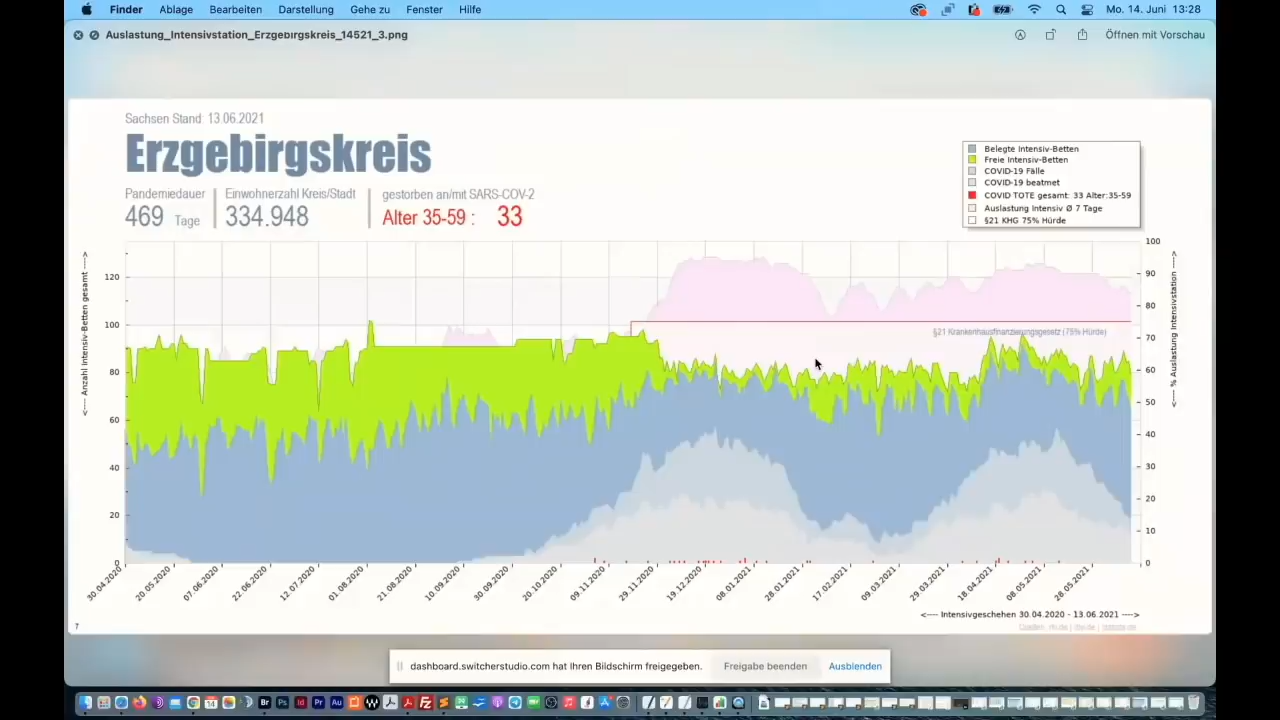 Finder Ablage Bearbeiten Darstellung Gehe zu Fenster Hilfe Mo. 14. Juni 13:28
Auslastung_Intensivstation_Erzgebirgskreis_14521_3.png Öffnen mit Vorschau
Sachsen Stand: 13.06.2021
Erzgebirgskreis
Pandemiedauer Einwohnerzahl Kreis/Stadt gestorben an/mit SARS-COV-2
469 Tage 334.948 Alter 35-59 : 33
Belegte Intensiv-Betten
Freie Intensiv-Betten
COVID-19 Fälle
COVID-19 beatmet
COVID TOTE gesamt: 33 Alter:35-59
Auslastung Intensiv Ø 7 Tage
§21 KHG 75% Hürde
<---- Anzahl Intensiv-Betten gesamt ---->
120
100
80
60
40
20
0
§21 Krankenhausfinanzierungsgesetz (75% Hürde)
100
90
80
70
60
50
40
30
20
10
0
<---- % Auslastung Intensivstation ---->
30.04.2020 20.05.2020 07.06.2020 22.06.2020 12.07.2020 01.08.2020 21.08.2020 10.09.2020 30.09.2020 20.10.2020 09.11.2020 29.11.2020 19.12.2020 08.01.2021 28.01.2021 17.02.2021 09.03.2021 29.03.2021 18.04.2021 08.05.2021 28.05.2021
<---- Intensivgeschehen 30.04.2020 - 13.06.2021 ---->
7
dashboard.switcherstudio.com hat Ihren Bildschirm freigegeben. Freigabe beenden Ausblenden
Br Ps Id Pr Au